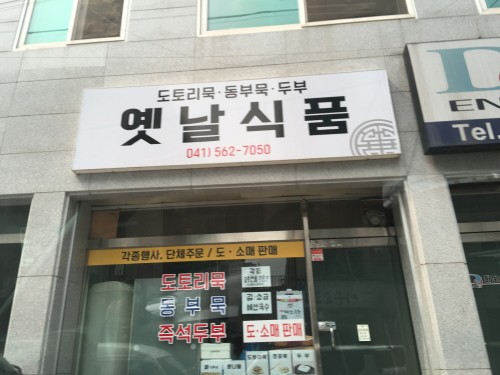 도토리묵·동부묵·두부
옛날식품
041) 562-7050
EN
Tel.
각종행사, 단체주문 / 도·소매 판매
도토리묵
동부묵
즉석두부
도·소매 판매